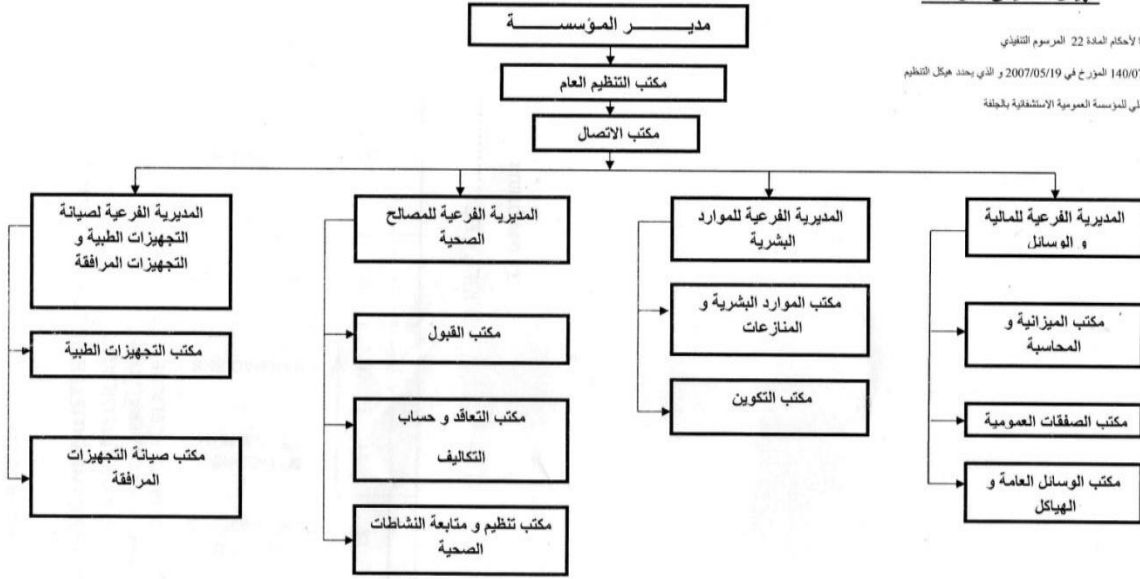 مديـــــــر المـؤسســــــــة
لأحكام المادة 22 المرسوم التنفيذي
140/07 المؤرخ في 2007/05/19 و الذي يحدد هيكل التنظيم
للمؤسسة العمومية الاستشفائية بالجلفة
مكتب التنظيم العام
مكتب الاتصال
المديرية الفرعية للمالية
و الوسائل
مكتب الميزانية و
المحاسبة
مكتب الصفقات العمومية
مكتب الوسائل العامة و
الهياكل
المديرية الفرعية للموارد
البشرية
مكتب الموارد البشرية و
المنازعات
مكتب التكوين
المديرية الفرعية للمصالح
الصحية
مكتب القبول
مكتب التعاقد و حساب
التكاليف
مكتب تنظيم و متابعة النشاطات
الصحية
المديرية الفرعية لصيانة
التجهيزات الطبية و
التجهيزات المرافقة
مكتب التجهيزات الطبية
مكتب صيانة التجهيزات
المرافقة